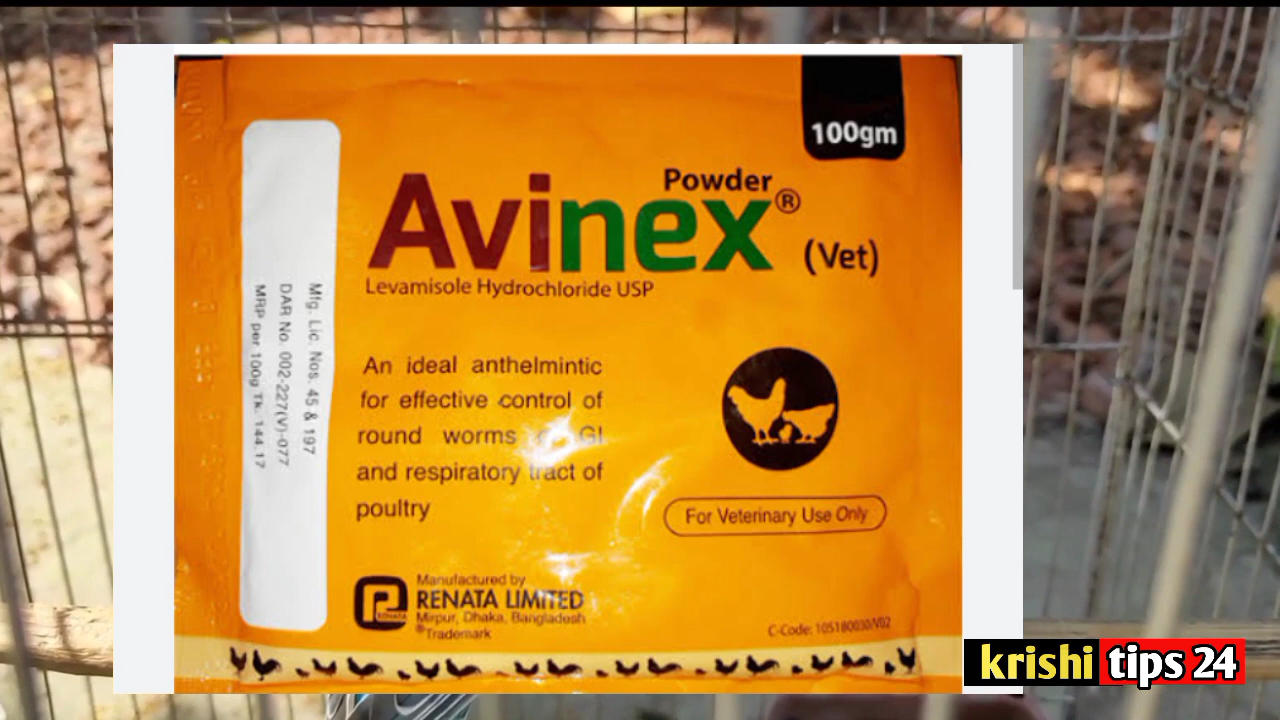 100gm
Powder
Avinex®
(Vet)
Levamisole Hydrochloride USP
An ideal anthelmintic
for effective control of
round worms GI
and respiratory tract of
poultry
For Veterinary Use Only
Mfg. Lic. Nos. 45 & 197
DAR No. 002-227(V)-077
MRP per 100g Tk. 144.17
RENATA
Manufactured by
RENATA LIMITED
Mirpur, Dhaka, Bangladesh
®Trademark
C-Code: 105180030/V02
krishi tips 24